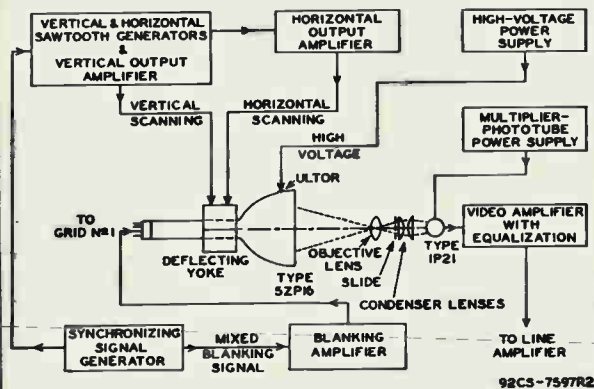 VERTICAL & HORIZONTAL
SAWTOOTH GENERATORS
&
VERTICAL OUTPUT
AMPLIFIER
HORIZONTAL
OUTPUT
AMPLIFIER
HIGH-VOLTAGE
POWER
SUPPLY
VERTICAL
SCANNING
HORIZONTAL
SCANNING
HIGH
VOLTAGE
ULTOR
MULTIPLIER-
PHOTOTUBE
POWER SUPPLY
TO
GRID Nº1
DEFLECTING
YOKE
TYPE
5ZP16
OBJECTIVE
LENS
SLIDE
CONDENSER LENSES
TYPE
1P21
VIDEO AMPLIFIER
WITH
EQUALIZATION
SYNCHRONIZING
SIGNAL
GENERATOR
MIXED
BLANKING
SIGNAL
BLANKING
AMPLIFIER
TO LINE
AMPLIFIER
92CS-7597R2